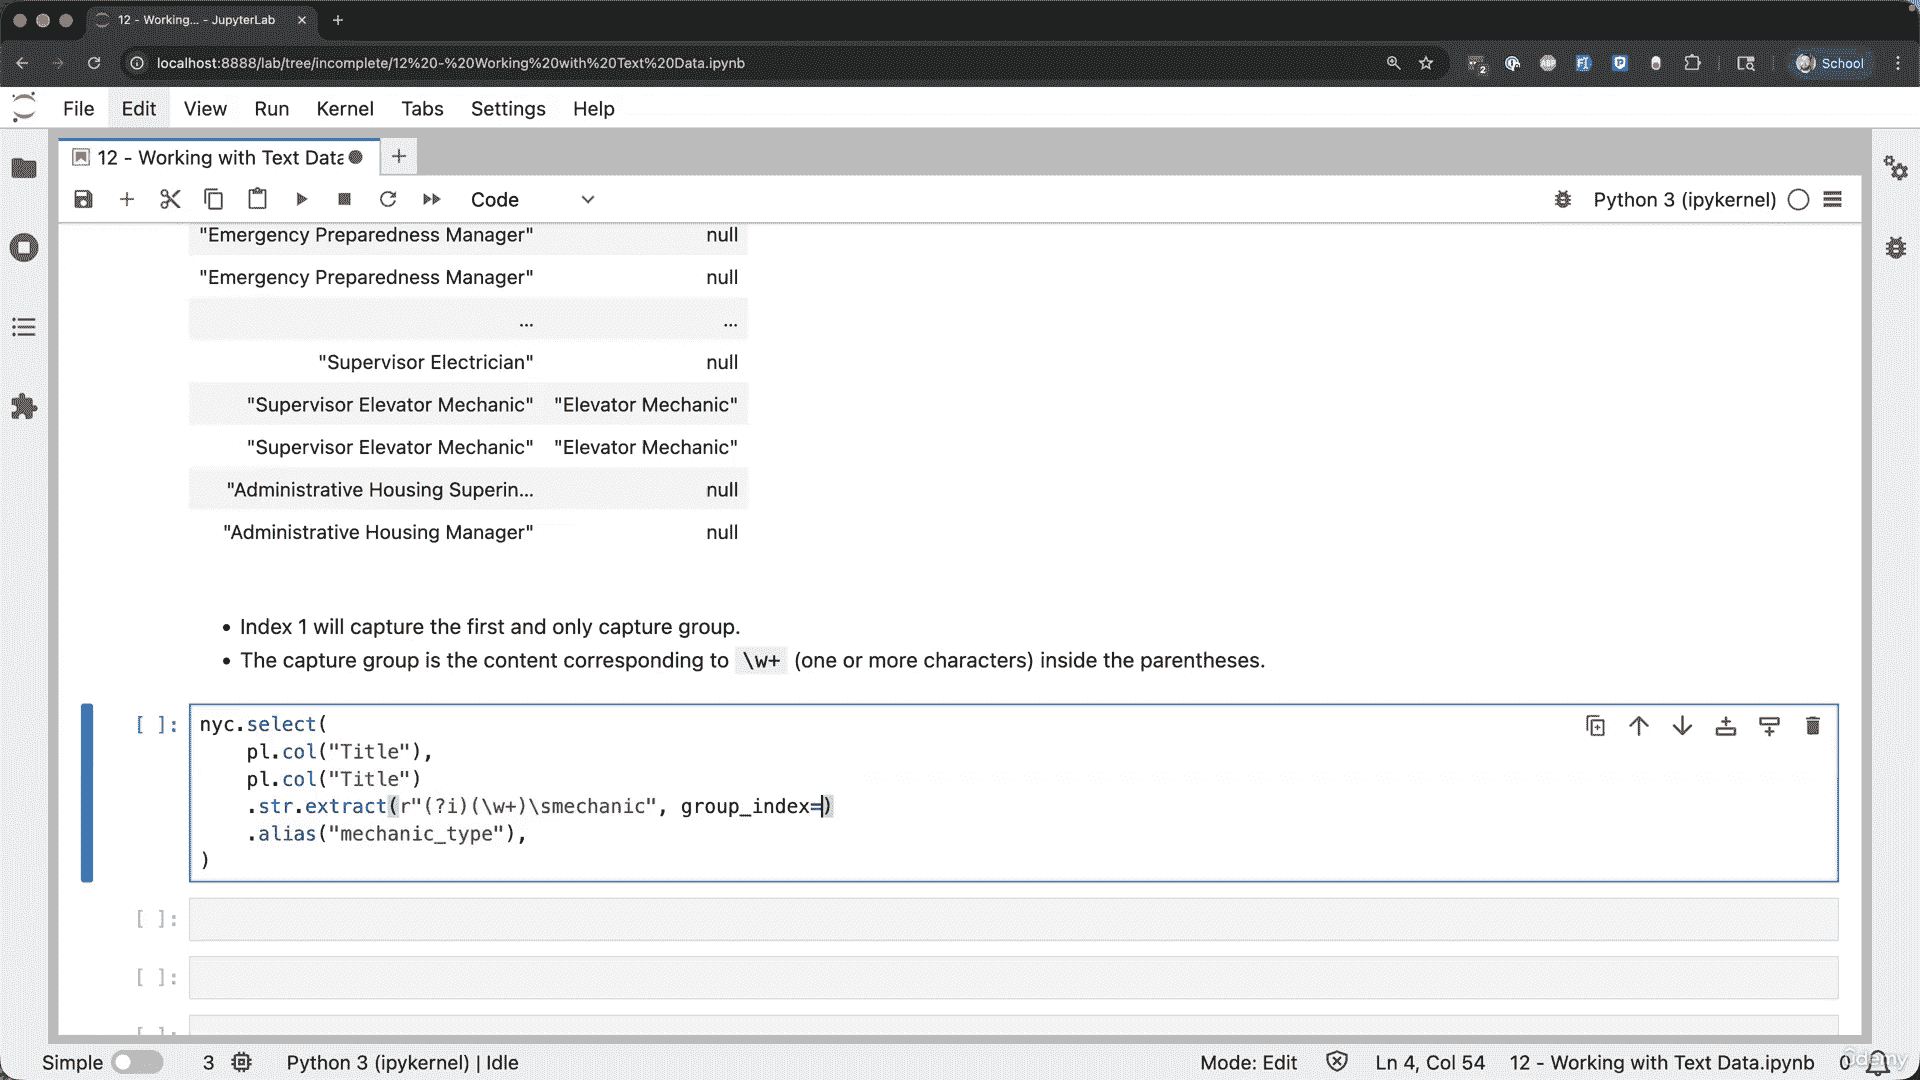 12 - Working... - JupyterLab
localhost:8888/lab/tree/incomplete/12%20-%20Working%20with%20Text%20Data.ipynb
2
ABP
School
File Edit View Run Kernel Tabs Settings Help
12 - Working with Text Data
Code
Python 3 (ipykernel)
"Emergency Preparedness Manager" null
"Emergency Preparedness Manager" null
... ...
"Supervisor Electrician" null
"Supervisor Elevator Mechanic" "Elevator Mechanic"
"Supervisor Elevator Mechanic" "Elevator Mechanic"
"Administrative Housing Superin... null
"Administrative Housing Manager" null
• Index 1 will capture the first and only capture group.
• The capture group is the content corresponding to \w+ (one or more characters) inside the parentheses.
[ ]: nyc.select(
pl.col("Title"),
pl.col("Title")
.str.extract(r"(?i)(\w+)\smechanic", group_index=)
.alias("mechanic_type"),
)
[ ]:
[ ]:
[ ]:
Simple 3 Python 3 (ipykernel) | Idle Mode: Edit Ln 4, Col 54 12 - Working with Text Data.ipynb 0
Udemy